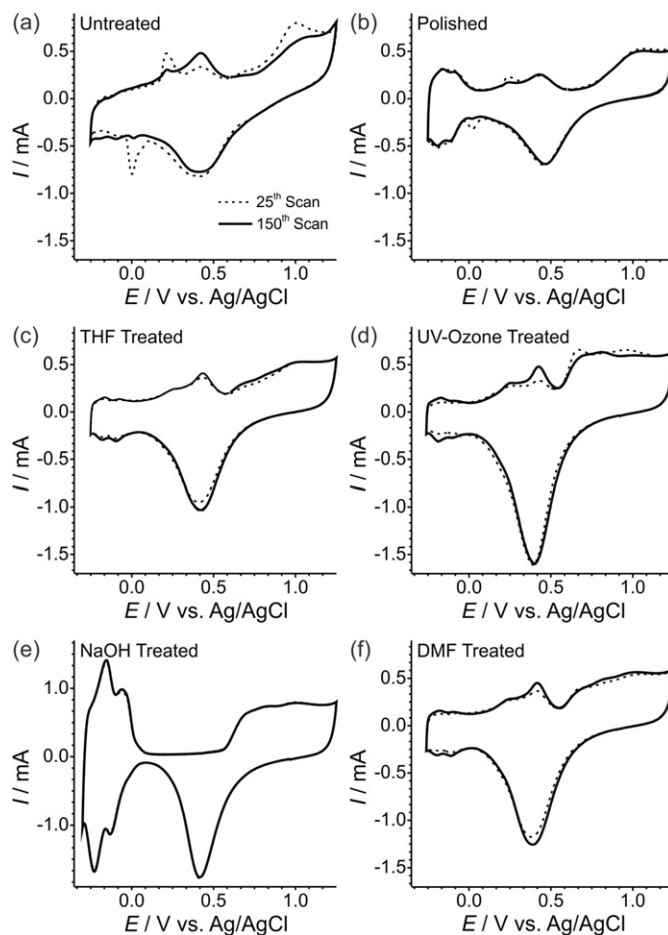 (a) Untreated
0.5
0.0
-0.5
-1.0
-1.5
I / mA
25th Scan
150th Scan
0.0 0.5 1.0
E / V vs. Ag/AgCl
(b) Polished
0.5
0.0
-0.5
-1.0
-1.5
I / mA
0.0 0.5 1.0
E / V vs. Ag/AgCl
(c) THF Treated
0.5
0.0
-0.5
-1.0
-1.5
I / mA
0.0 0.5 1.0
E / V vs. Ag/AgCl
(d) UV-Ozone Treated
0.5
0.0
-0.5
-1.0
-1.5
I / mA
0.0 0.5 1.0
E / V vs. Ag/AgCl
(e) NaOH Treated
1.0
0.0
-1.0
I / mA
0.0 0.5 1.0
E / V vs. Ag/AgCl
(f) DMF Treated
0.5
0.0
-0.5
-1.0
-1.5
I / mA
0.0 0.5 1.0
E / V vs. Ag/AgCl